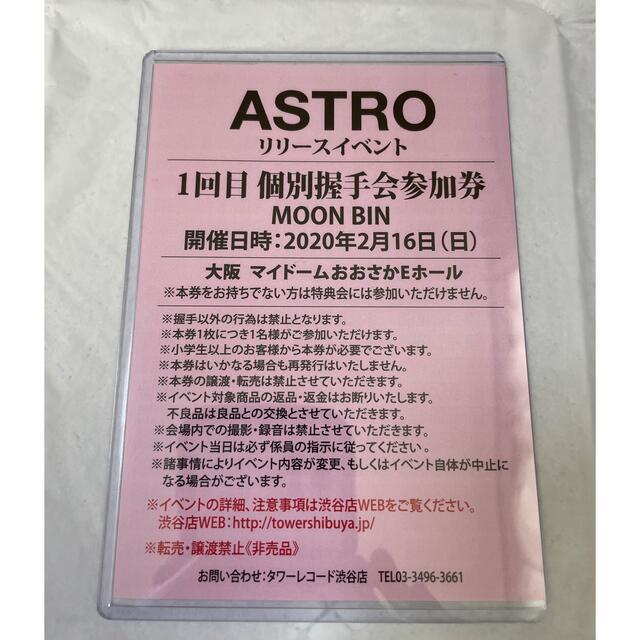 ASTRO
リリースイベント
1回目 個別握手会参加券
MOON BIN
開催日時：2020年2月16日（日）
大阪 マイドームおおさかEホール
※本券をお持ちでない方は特典会には参加いただけません。
※握手以外の行為は禁止となります。
※本券1枚につき1名様がご参加いただけます。
※小学生以上のお客様から本券が必要でございます。
※本券はいかなる場合も再発行はいたしません。
※本券の譲渡・転売は禁止させていただきます。
※イベント対象商品の返品・返金はお断りいたします。
不良品は良品との交換とさせていただきます。
※会場内での撮影・録音は禁止させていただきます。
※イベント当日は必ず係員の指示に従ってください。
※諸事情によりイベント内容が変更、もしくはイベント自体が中止に
なる場合がございます。
※イベントの詳細、注意事項は渋谷店WEBをご覧ください。
渋谷店WEB：http://towershibuya.jp/
※転売・譲渡禁止《非売品》
お問い合わせ：タワーレコード渋谷店 TEL03-3496-3661